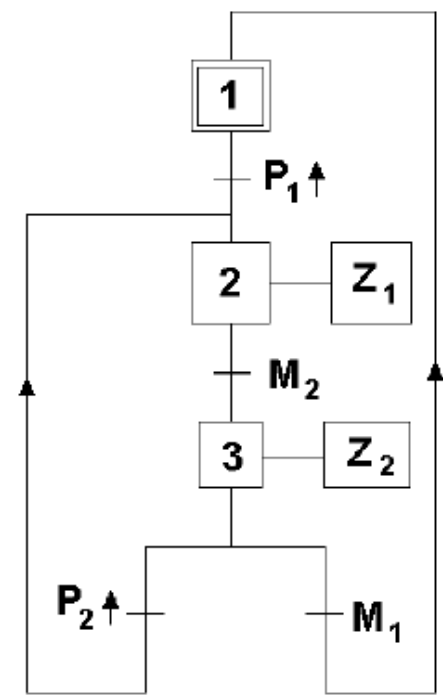 1
P₁ ↑
2 Z₁
M₂
3 Z₂
P₂ ↑ M₁